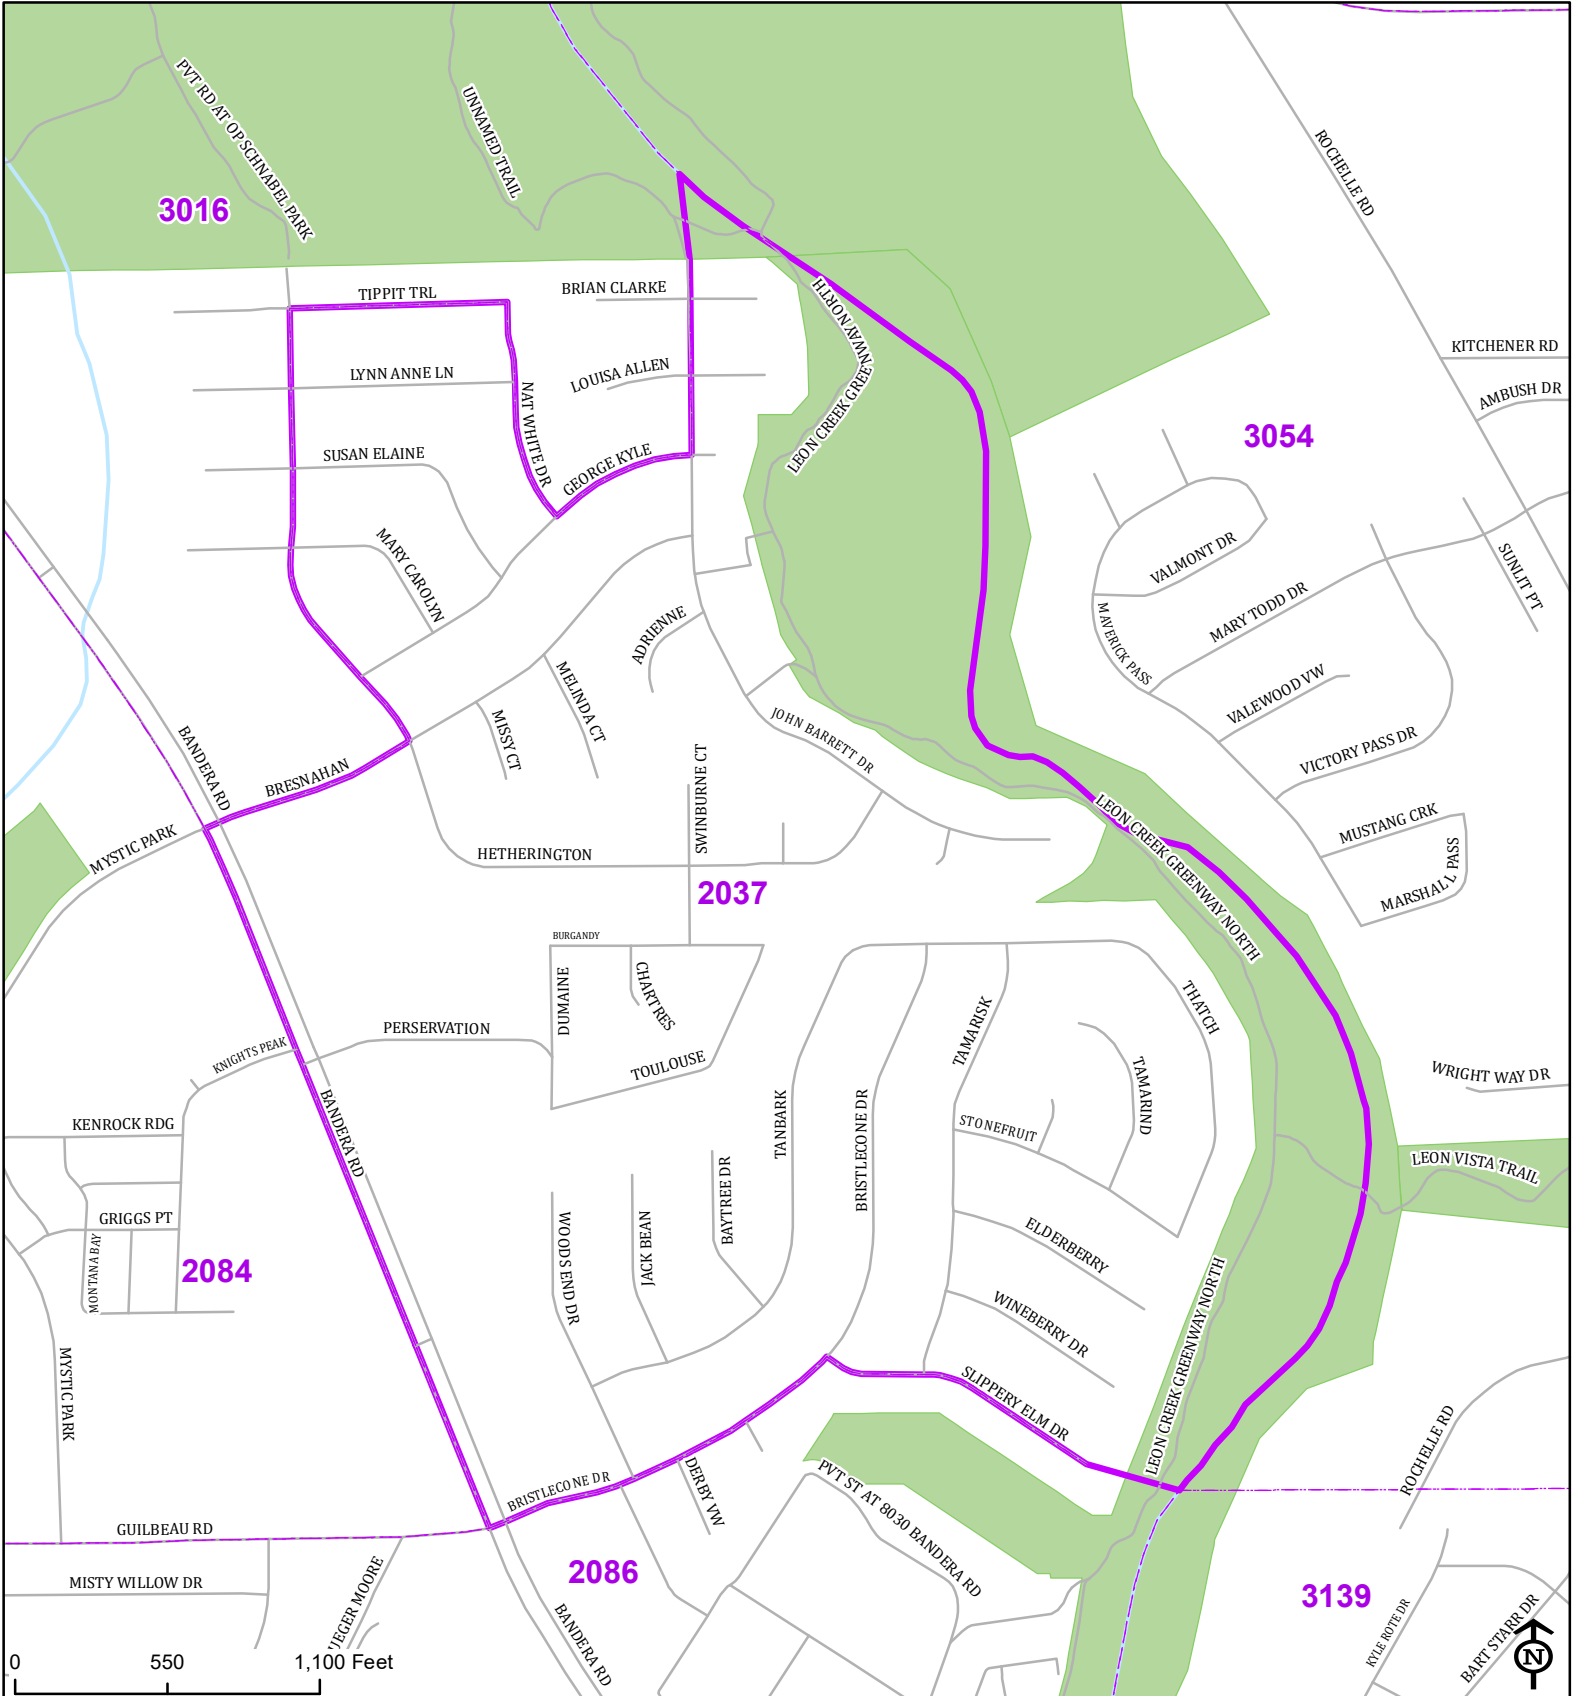 PVT RD AT OP SCHNABEL PARK
UNNAMED TRAIL
ROCHELLE RD
3016
TIPPIT TRL
BRIAN CLARKE
LEON CREEK GREENWAY NORTH
KITCHENER RD
LYNN ANNE LN
LOUISA ALLEN
AMBUSH DR
NAT WHITE DR
3054
SUSAN ELAINE
GEORGE KYLE
MARY CAROLYN
VALMONT DR
SUNLIT PT
ADRIENNE
MAVERICK PASS
MARY TODD DR
MELINDA CT
VALEWOOD VW
MISSY CT
JOHN BARRETT DR
BANDERA RD
BRESNAHAN
SWINBURNE CT
VICTORY PASS DR
MYSTIC PARK
LEON CREEK GREENWAY NORTH
MUSTANG CRK
HETHERINGTON
MARSHALL PASS
2037
BURGANDY
DUMAINE
CHARTRES
THATCH
PERSERVATION
TAMARISK
KNIGHTS PEAK
TOULOUSE
TAMARIND
WRIGHT WAY DR
BANDERA RD
KENROCK RDG
TANBARK
BRISTLECONE DR
STONEFRUIT
LEON VISTA TRAIL
BAYTREE DR
GRIGGS PT
WOODS END DR
JACK BEAN
ELDERBERRY
MONTANA BAY
2084
LEON CREEK GREENWAY NORTH
WINEBERRY DR
MYSTIC PARK
SLIPPERY ELM DR
ROCHELLE RD
BRISTLECONE DR
DERBY VW
PVT ST AT 8030 BANDERA RD
GUILBEAU RD
2086
MISTY WILLOW DR
UEGER MOORE
3139
BANDERA RD
KYLE ROTE DR
BART STARR DR
0 550 1,100 Feet
N